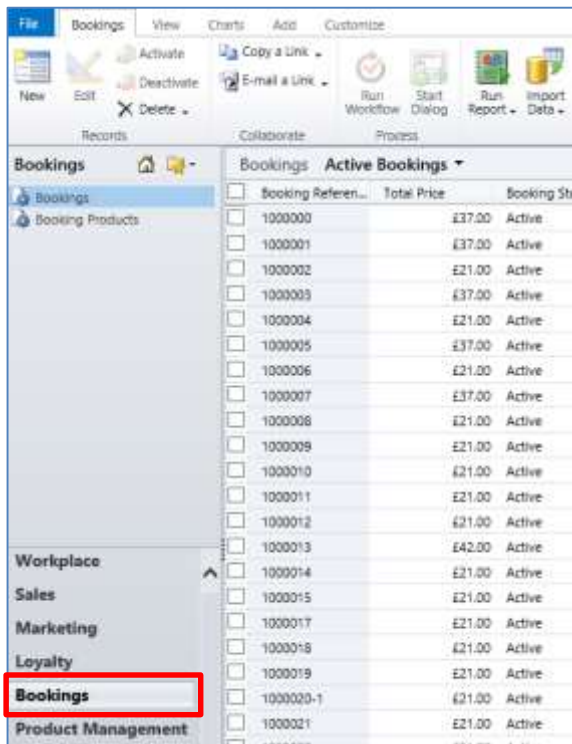 File Bookings View Charts Add Customize
New
Edit
Activate
Deactivate
Delete
Records
Copy a Link
E-mail a Link
Collaborate
Run Workflow
Start Dialog
Process
Run Report
Import Data
Bookings
Bookings
Booking Products
Workplace
Sales
Marketing
Loyalty
Bookings
Product Management
Bookings Active Bookings
Booking Referen... Total Price Booking St
1000000 £37.00 Active
1000001 £37.00 Active
1000002 £21.00 Active
1000003 £37.00 Active
1000004 £21.00 Active
1000005 £37.00 Active
1000006 £21.00 Active
1000007 £37.00 Active
1000008 £21.00 Active
1000009 £21.00 Active
1000010 £21.00 Active
1000011 £21.00 Active
1000012 £21.00 Active
1000013 £42.00 Active
1000014 £21.00 Active
1000015 £21.00 Active
1000017 £21.00 Active
1000018 £21.00 Active
1000019 £21.00 Active
1000020-1 £21.00 Active
1000021 £21.00 Active